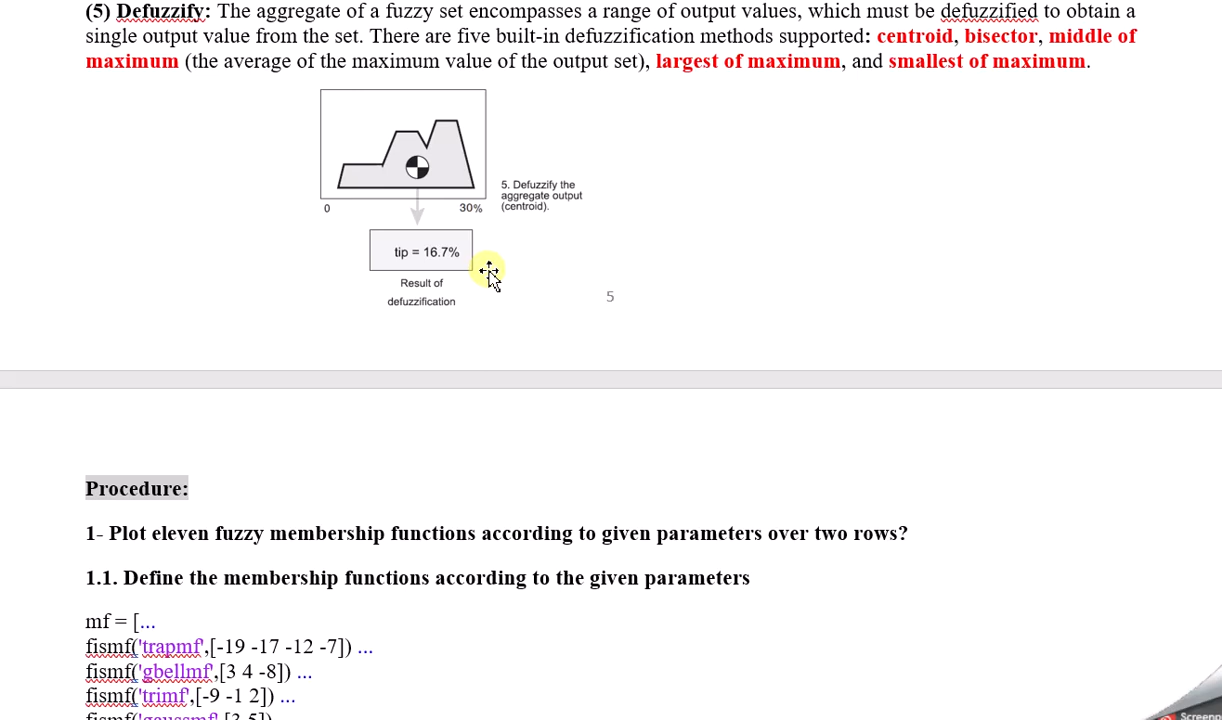 (5) Defuzzify: The aggregate of a fuzzy set encompasses a range of output values, which must be defuzzified to obtain a
single output value from the set. There are five built-in defuzzification methods supported: centroid, bisector, middle of
maximum (the average of the maximum value of the output set), largest of maximum, and smallest of maximum.
5. Defuzzify the
aggregate output
(centroid).
0
30%
tip = 16.7%
Result of
defuzzification
5
Procedure:
1- Plot eleven fuzzy membership functions according to given parameters over two rows?
1.1. Define the membership functions according to the given parameters
mf = [...
fismf('trapmf',[-19 -17 -12 -7]) ...
fismf('gbellmf',[3 4 -8]) ...
fismf('trimf',[-9 -1 2]) ...
fismf('gaussmf',[3 5])